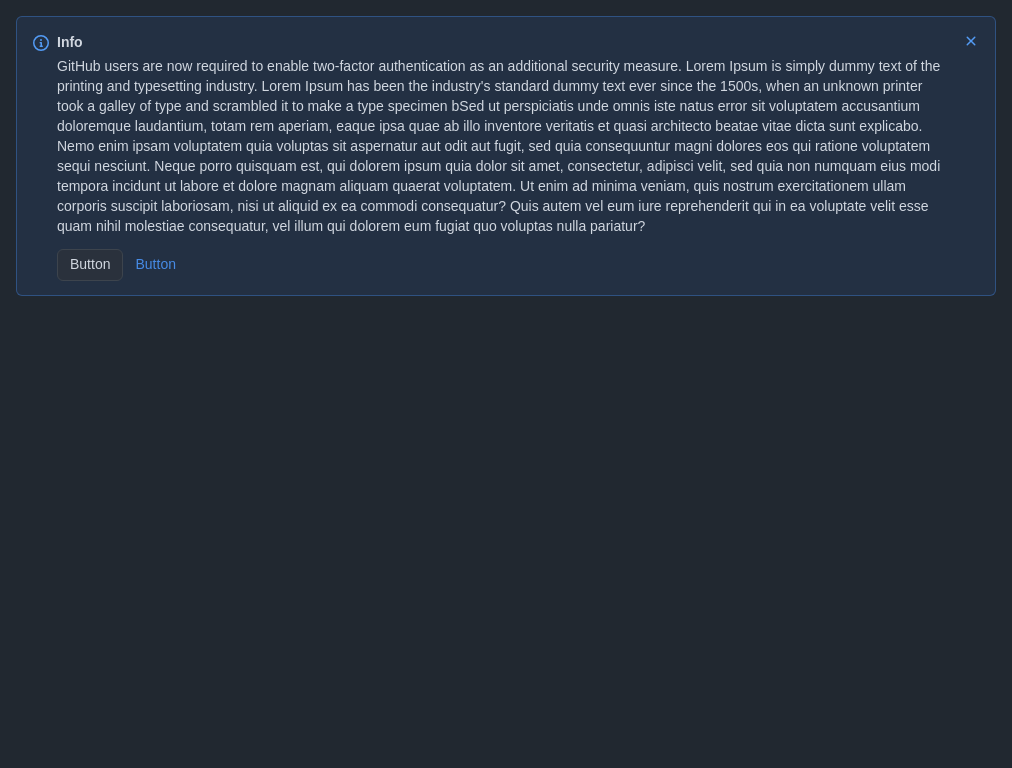 Info
GitHub users are now required to enable two-factor authentication as an additional security measure. Lorem Ipsum is simply dummy text of the
printing and typesetting industry. Lorem Ipsum has been the industry's standard dummy text ever since the 1500s, when an unknown printer
took a galley of type and scrambled it to make a type specimen bSed ut perspiciatis unde omnis iste natus error sit voluptatem accusantium
doloremque laudantium, totam rem aperiam, eaque ipsa quae ab illo inventore veritatis et quasi architecto beatae vitae dicta sunt explicabo.
Nemo enim ipsam voluptatem quia voluptas sit aspernatur aut odit aut fugit, sed quia consequuntur magni dolores eos qui ratione voluptatem
sequi nesciunt. Neque porro quisquam est, qui dolorem ipsum quia dolor sit amet, consectetur, adipisci velit, sed quia non numquam eius modi
tempora incidunt ut labore et dolore magnam aliquam quaerat voluptatem. Ut enim ad minima veniam, quis nostrum exercitationem ullam
corporis suscipit laboriosam, nisi ut aliquid ex ea commodi consequatur? Quis autem vel eum iure reprehenderit qui in ea voluptate velit esse
quam nihil molestiae consequatur, vel illum qui dolorem eum fugiat quo voluptas nulla pariatur?
Button Button